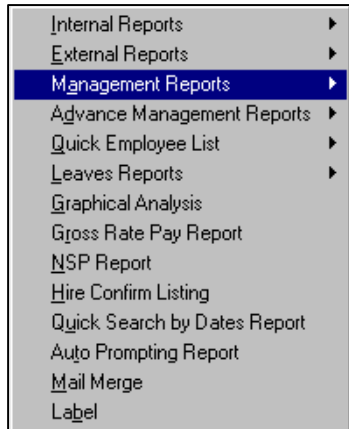 Internal Reports
External Reports
Management Reports
Advance Management Reports
Quick Employee List
Leaves Reports
Graphical Analysis
Gross Rate Pay Report
NSP Report
Hire Confirm Listing
Quick Search by Dates Report
Auto Prompting Report
Mail Merge
Label